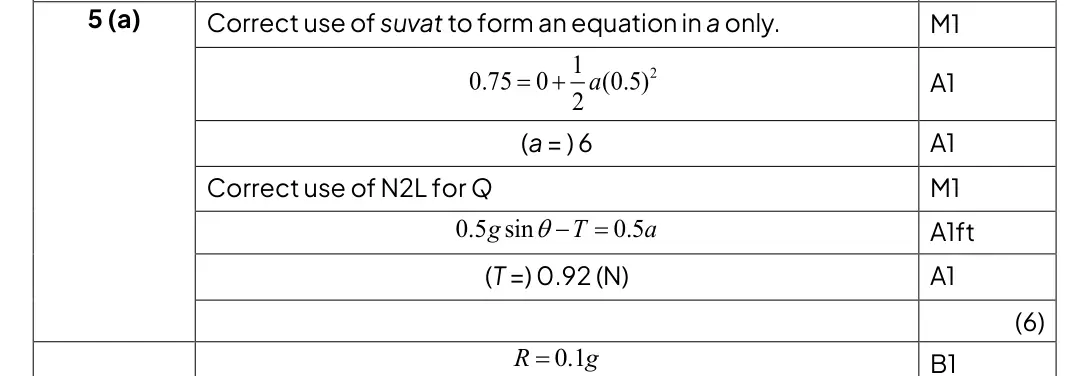 5 (a) Correct use of suvat to form an equation in a only. M1
0.75 = 0 + \frac{1}{2}a(0.5)^2 A1
(a = ) 6 A1
Correct use of N2L for Q M1
0.5g sin θ − T = 0.5a A1ft
(T =) 0.92 (N) A1
(6)
R = 0.1g B1